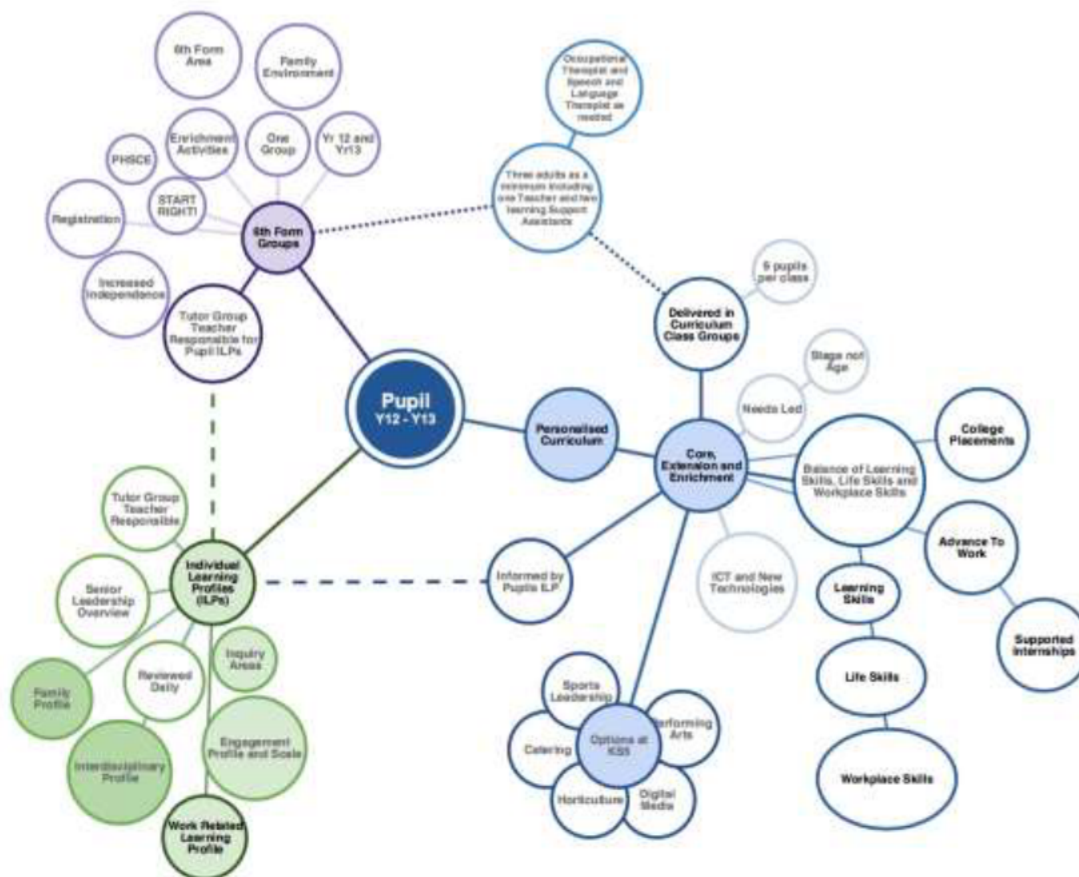 6th Form
Area
Family
Environment
Occupational
Therapist and
Speech and
Language
Therapist as
needed
PHSCE
Enrichment
Activities
One
Group
Yr 12 and
Yr13
Three adults as a
minimum including
one Teacher and two
learning Support
Assistants
Registration
START
RIGHT!
6th Form
Groups
Increased
Independence
Tutor Group
Teacher
Responsible for
Pupil ILPs
5 pupils
per class
Delivered in
Curriculum
Class Groups
Stage not
Age
Needs Led
Pupil
Y12 - Y13
Personalised
Curriculum
Core,
Extension and
Enrichment
College
Placements
Balance of Learning
Skills, Life Skills and
Workplace Skills
Tutor Group
Teacher
Responsible
Individual
Learning
Profiles
(ILPs)
Informed by
Pupils ILP
ICT and New
Technologies
Advance To
Work
Senior
Leadership
Overview
Learning
Skills
Supported
Internships
Inquiry
Areas
Reviewed
Daily
Family
Profile
Sports
Leadership
Life Skills
Engagement
Profile and Scale
Interdisciplinary
Profile
Catering
Options at
KS5
Performing
Arts
Horticulture
Digital
Media
Workplace Skills
Work Related
Learning
Profile